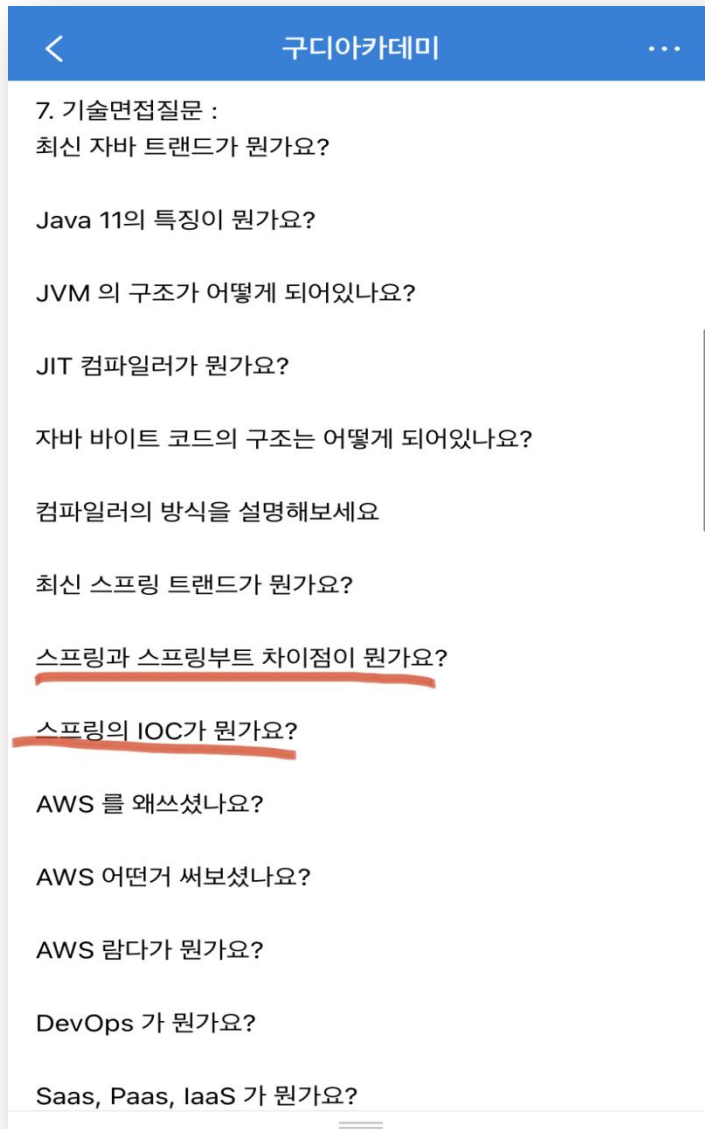 구디아카데미
7. 기술면접질문 :
최신 자바 트랜드가 뭔가요?
Java 11의 특징이 뭔가요?
JVM 의 구조가 어떻게 되어있나요?
JIT 컴파일러가 뭔가요?
자바 바이트 코드의 구조는 어떻게 되어있나요?
컴파일러의 방식을 설명해보세요
최신 스프링 트랜드가 뭔가요?
스프링과 스프링부트 차이점이 뭔가요?
스프링의 IOC가 뭔가요?
AWS 를 왜쓰셨나요?
AWS 어떤거 써보셨나요?
AWS 람다가 뭔가요?
DevOps 가 뭔가요?
Saas, Paas, IaaS 가 뭔가요?